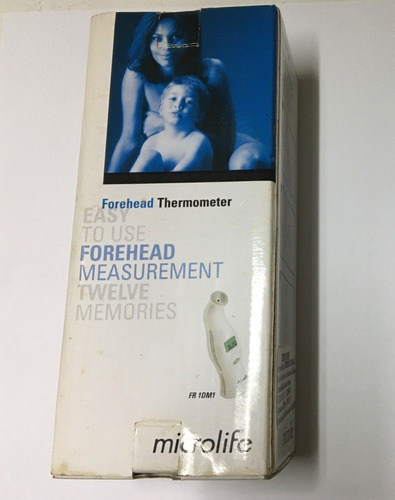 Forehead Thermometer
EASY
TO USE
FOREHEAD
MEASUREMENT
TWELVE
MEMORIES
FR 1DM1
microlife